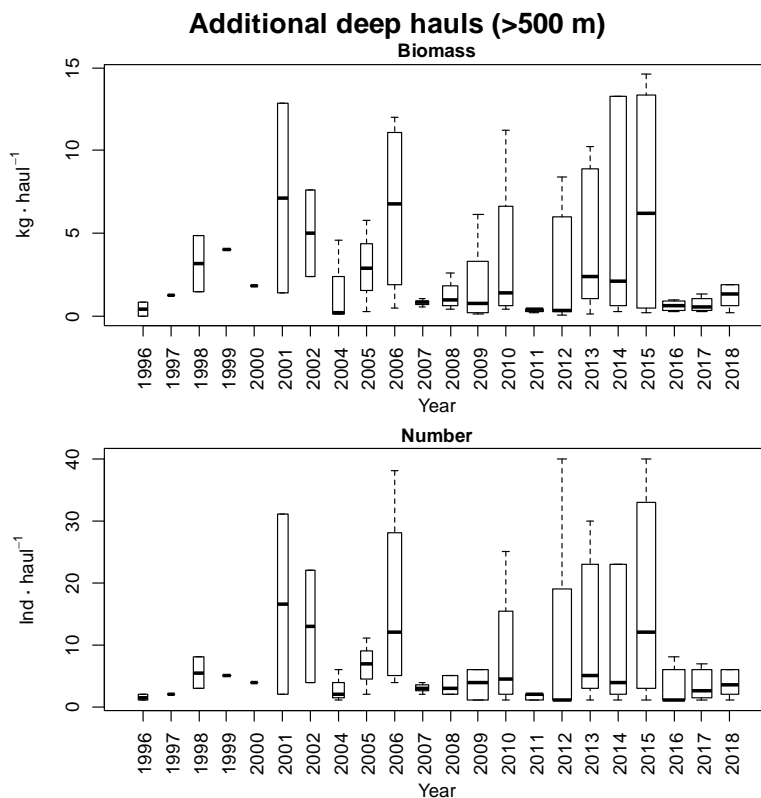 Additional deep hauls (>500 m)
Biomass
kg · haul⁻¹
15
10
5
0
1996 1997 1998 1999 2000 2001 2002 2004 2005 2006 2007 2008 2009 2010 2011 2012 2013 2014 2015 2016 2017 2018
Year
Number
Ind · haul⁻¹
40
30
20
10
0
1996 1997 1998 1999 2000 2001 2002 2004 2005 2006 2007 2008 2009 2010 2011 2012 2013 2014 2015 2016 2017 2018
Year